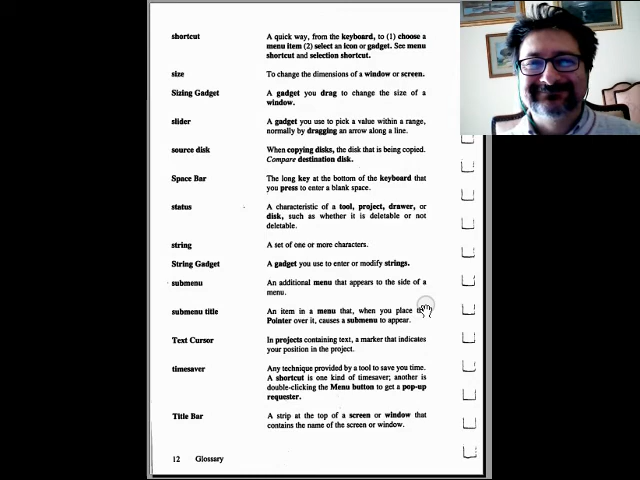 shortcut
A quick way, from the keyboard, to (1) choose a
menu item (2) select an icon or gadget. See menu
shortcut and selection shortcut.
size
To change the dimensions of a window or screen.
Sizing Gadget
A gadget you drag to change the size of a
window.
slider
A gadget you use to pick a value within a range,
normally by dragging an arrow along a line.
source disk
When copying disks, the disk that is being copied.
Compare destination disk.
Space Bar
The long key at the bottom of the keyboard that
you press to enter a blank space.
status
A characteristic of a tool, project, drawer, or
disk, such as whether it is deletable or not
deletable.
string
A set of one or more characters.
String Gadget
A gadget you use to enter or modify strings.
submenu
An additional menu that appears to the side of a
menu.
submenu title
An item in a menu that, when you place
Pointer over it, causes a submenu to appear.
Text Cursor
In projects containing text, a marker that indicates
your position in the project.
timesaver
Any technique provided by a tool to save you time.
A shortcut is one kind of timesaver; another is
double-clicking the Menu button to get a pop-up
requester.
Title Bar
A strip at the top of a screen or window that
contains the name of the screen or window.
12 Glossary